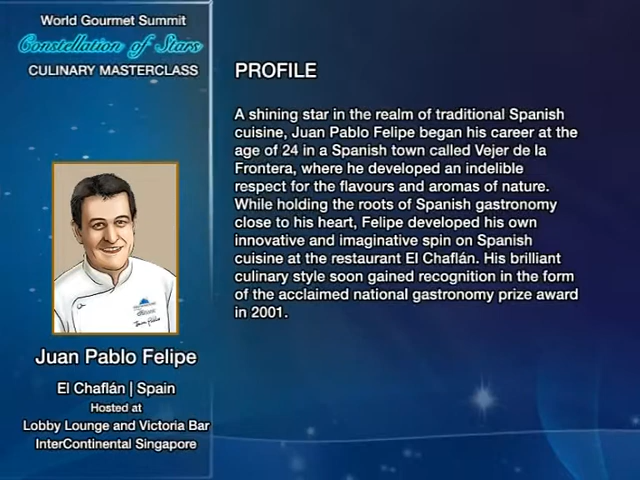 World Gourmet Summit
Constellation of Stars
CULINARY MASTERCLASS
Juan Pablo Felipe
El Chaflán | Spain
Hosted at
Lobby Lounge and Victoria Bar
InterContinental Singapore
PROFILE
A shining star in the realm of traditional Spanish
cuisine, Juan Pablo Felipe began his career at the
age of 24 in a Spanish town called Vejer de la
Frontera, where he developed an indelible
respect for the flavours and aromas of nature.
While holding the roots of Spanish gastronomy
close to his heart, Felipe developed his own
innovative and imaginative spin on Spanish
cuisine at the restaurant El Chaflán. His brilliant
culinary style soon gained recognition in the form
of the acclaimed national gastronomy prize award
in 2001.